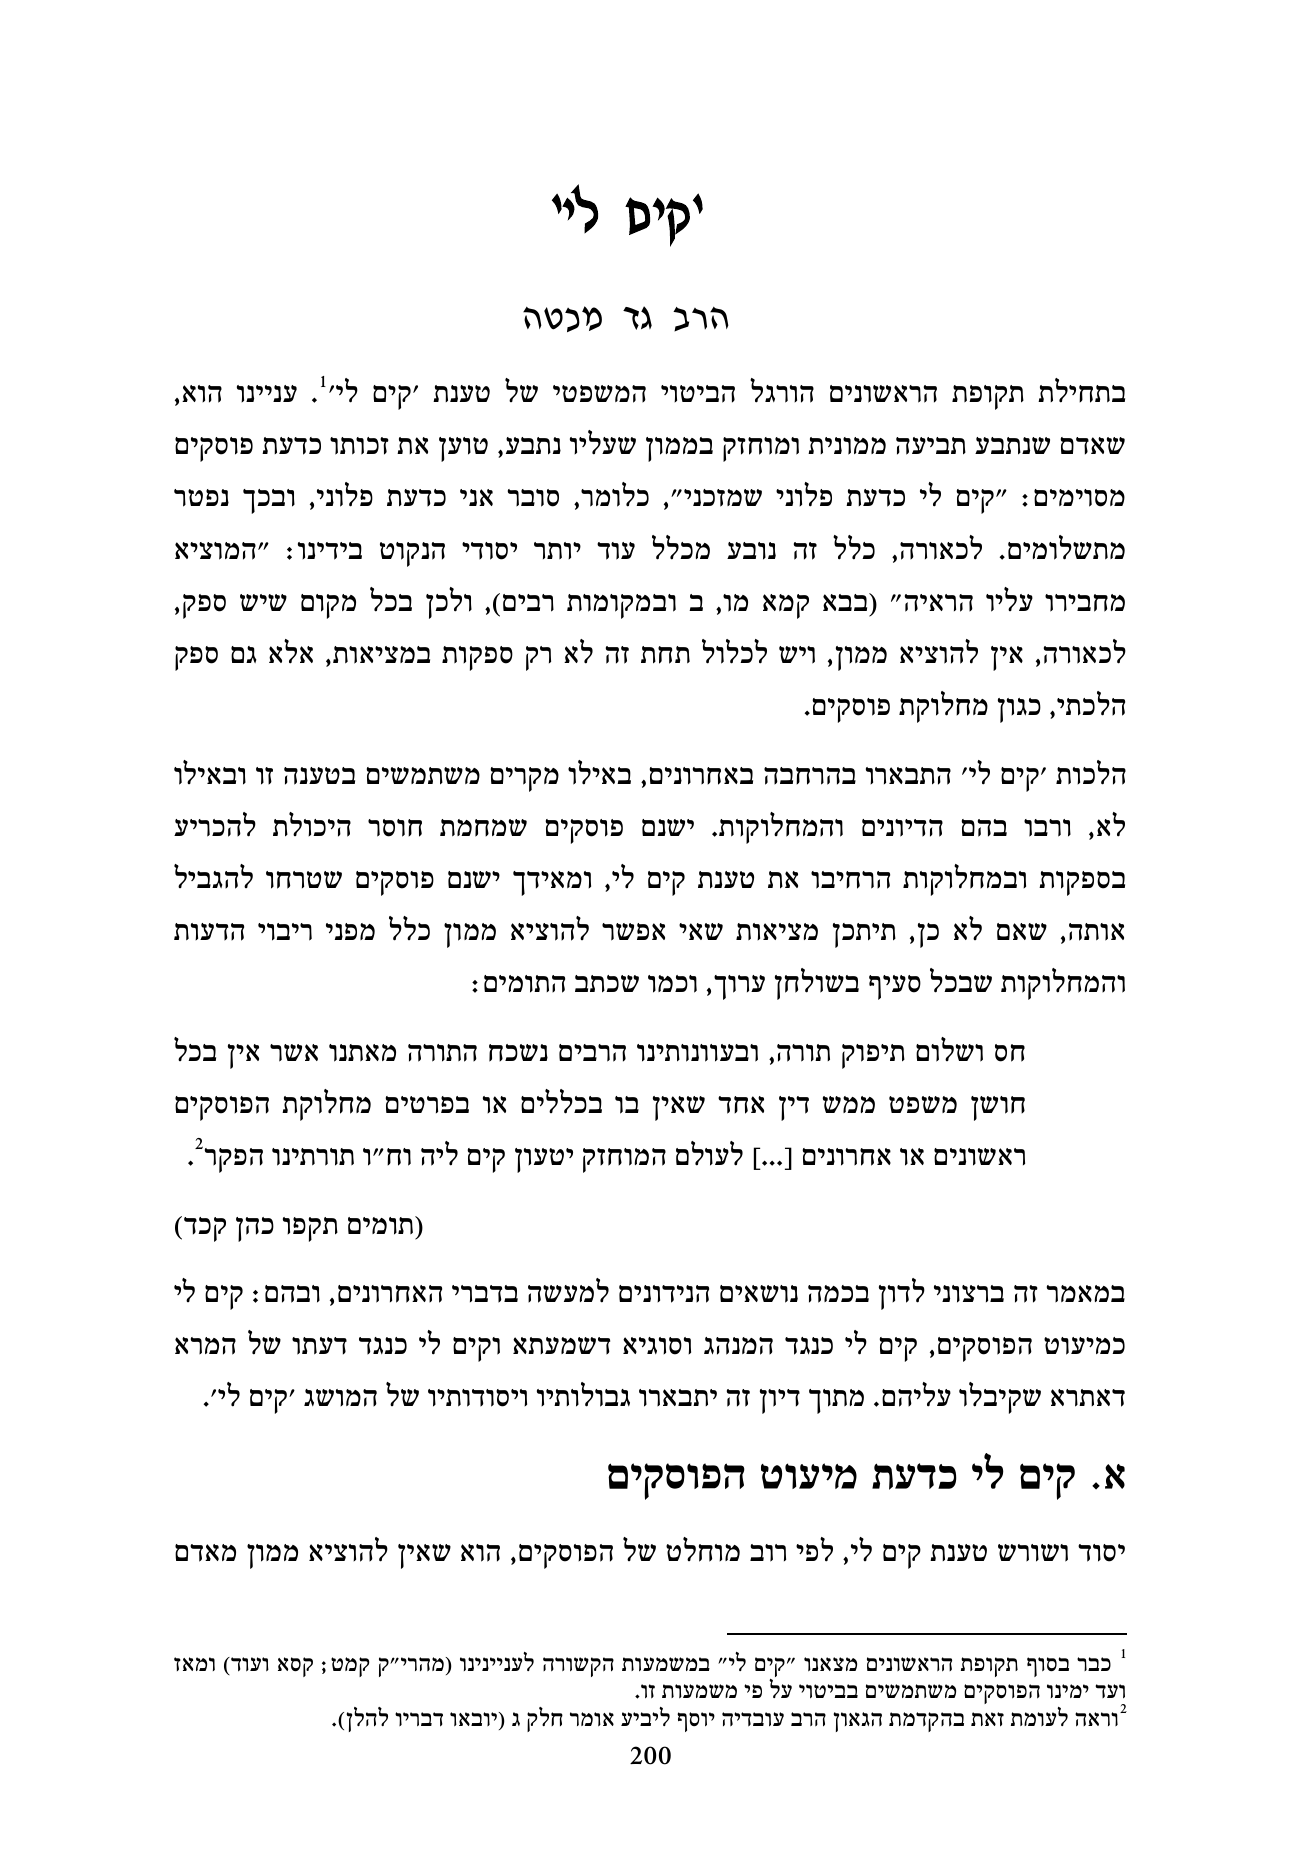 'קים לי'
הרב גד מכטה
בתחילת תקופת הראשונים הורגל הביטוי המשפטי של טענת 'קים לי'1. עניינו הוא,
שאדם שנתבע תביעה ממונית ומוחזק בממון שעליו נתבע, טוען את זכותו כדעת פוסקים
מסוימים: "קים לי כדעת פלוני שמזכני", כלומר, סובר אני כדעת פלוני, ובכך נפטר
מתשלומים. לכאורה, כלל זה נובע מכלל עוד יותר יסודי הנקוט בידינו: "המוציא
מחבירו עליו הראיה" (בבא קמא מו, ב ובמקומות רבים), ולכן בכל מקום שיש ספק,
לכאורה, אין להוציא ממון, ויש לכלול תחת זה לא רק ספקות במציאות, אלא גם ספק
הלכתי, כגון מחלוקת פוסקים.
הלכות 'קים לי' התבארו בהרחבה באחרונים, באילו מקרים משתמשים בטענה זו ובאילו
לא, ורבו בהם הדיונים והמחלוקות. ישנם פוסקים שמחמת חוסר היכולת להכריע
בספקות ובמחלוקות הרחיבו את טענת קים לי, ומאידך ישנם פוסקים שטרחו להגביל
אותה, שאם לא כן, תיתכן מציאות שאי אפשר להוציא ממון כלל מפני ריבוי הדעות
והמחלוקות שבכל סעיף בשולחן ערוך, וכמו שכתב התומים:
חס ושלום תיפוק תורה, ובעוונותינו הרבים נשכח התורה מאתנו אשר אין בכל
חושן משפט ממש דין אחד שאין בו בכללים או בפרטים מחלוקת הפוסקים
ראשונים או אחרונים [...] לעולם המוחזק יטעון קים ליה וח"ו תורתינו הפקר2.
(תומים תקפו כהן קכד)
במאמר זה ברצוני לדון בכמה נושאים הנידונים למעשה בדברי האחרונים, ובהם: קים לי
כמיעוט הפוסקים, קים לי כנגד המנהג וסוגיא דשמעתא וקים לי כנגד דעתו של המרא
דאתרא שקיבלו עליהם. מתוך דיון זה יתבארו גבולותיו ויסודותיו של המושג 'קים לי'.
א. קים לי כדעת מיעוט הפוסקים
יסוד ושורש טענת קים לי, לפי רוב מוחלט של הפוסקים, הוא שאין להוציא ממון מאדם
1 כבר בסוף תקופת הראשונים מצאנו "קים לי" במשמעות הקשורה לעניינינו (מהרי"ק קמט; קסא ועוד) ומאז
ועד ימינו הפוסקים משתמשים בביטוי על פי משמעות זו.
2וראה לעומת זאת בהקדמת הגאון הרב עובדיה יוסף ליביע אומר חלק ג (יובאו דבריו להלן).
200